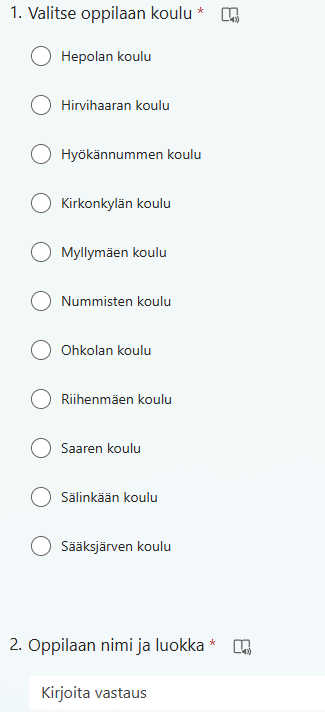 1. Valitse oppilaan koulu *
Hepolan koulu
Hirvihaaran koulu
Hyökännummen koulu
Kirkonkylän koulu
Myllymäen koulu
Nummisten koulu
Ohkolan koulu
Riihenmäen koulu
Saaren koulu
Sälinkään koulu
Sääksjärven koulu
2. Oppilaan nimi ja luokka *
Kirjoita vastaus